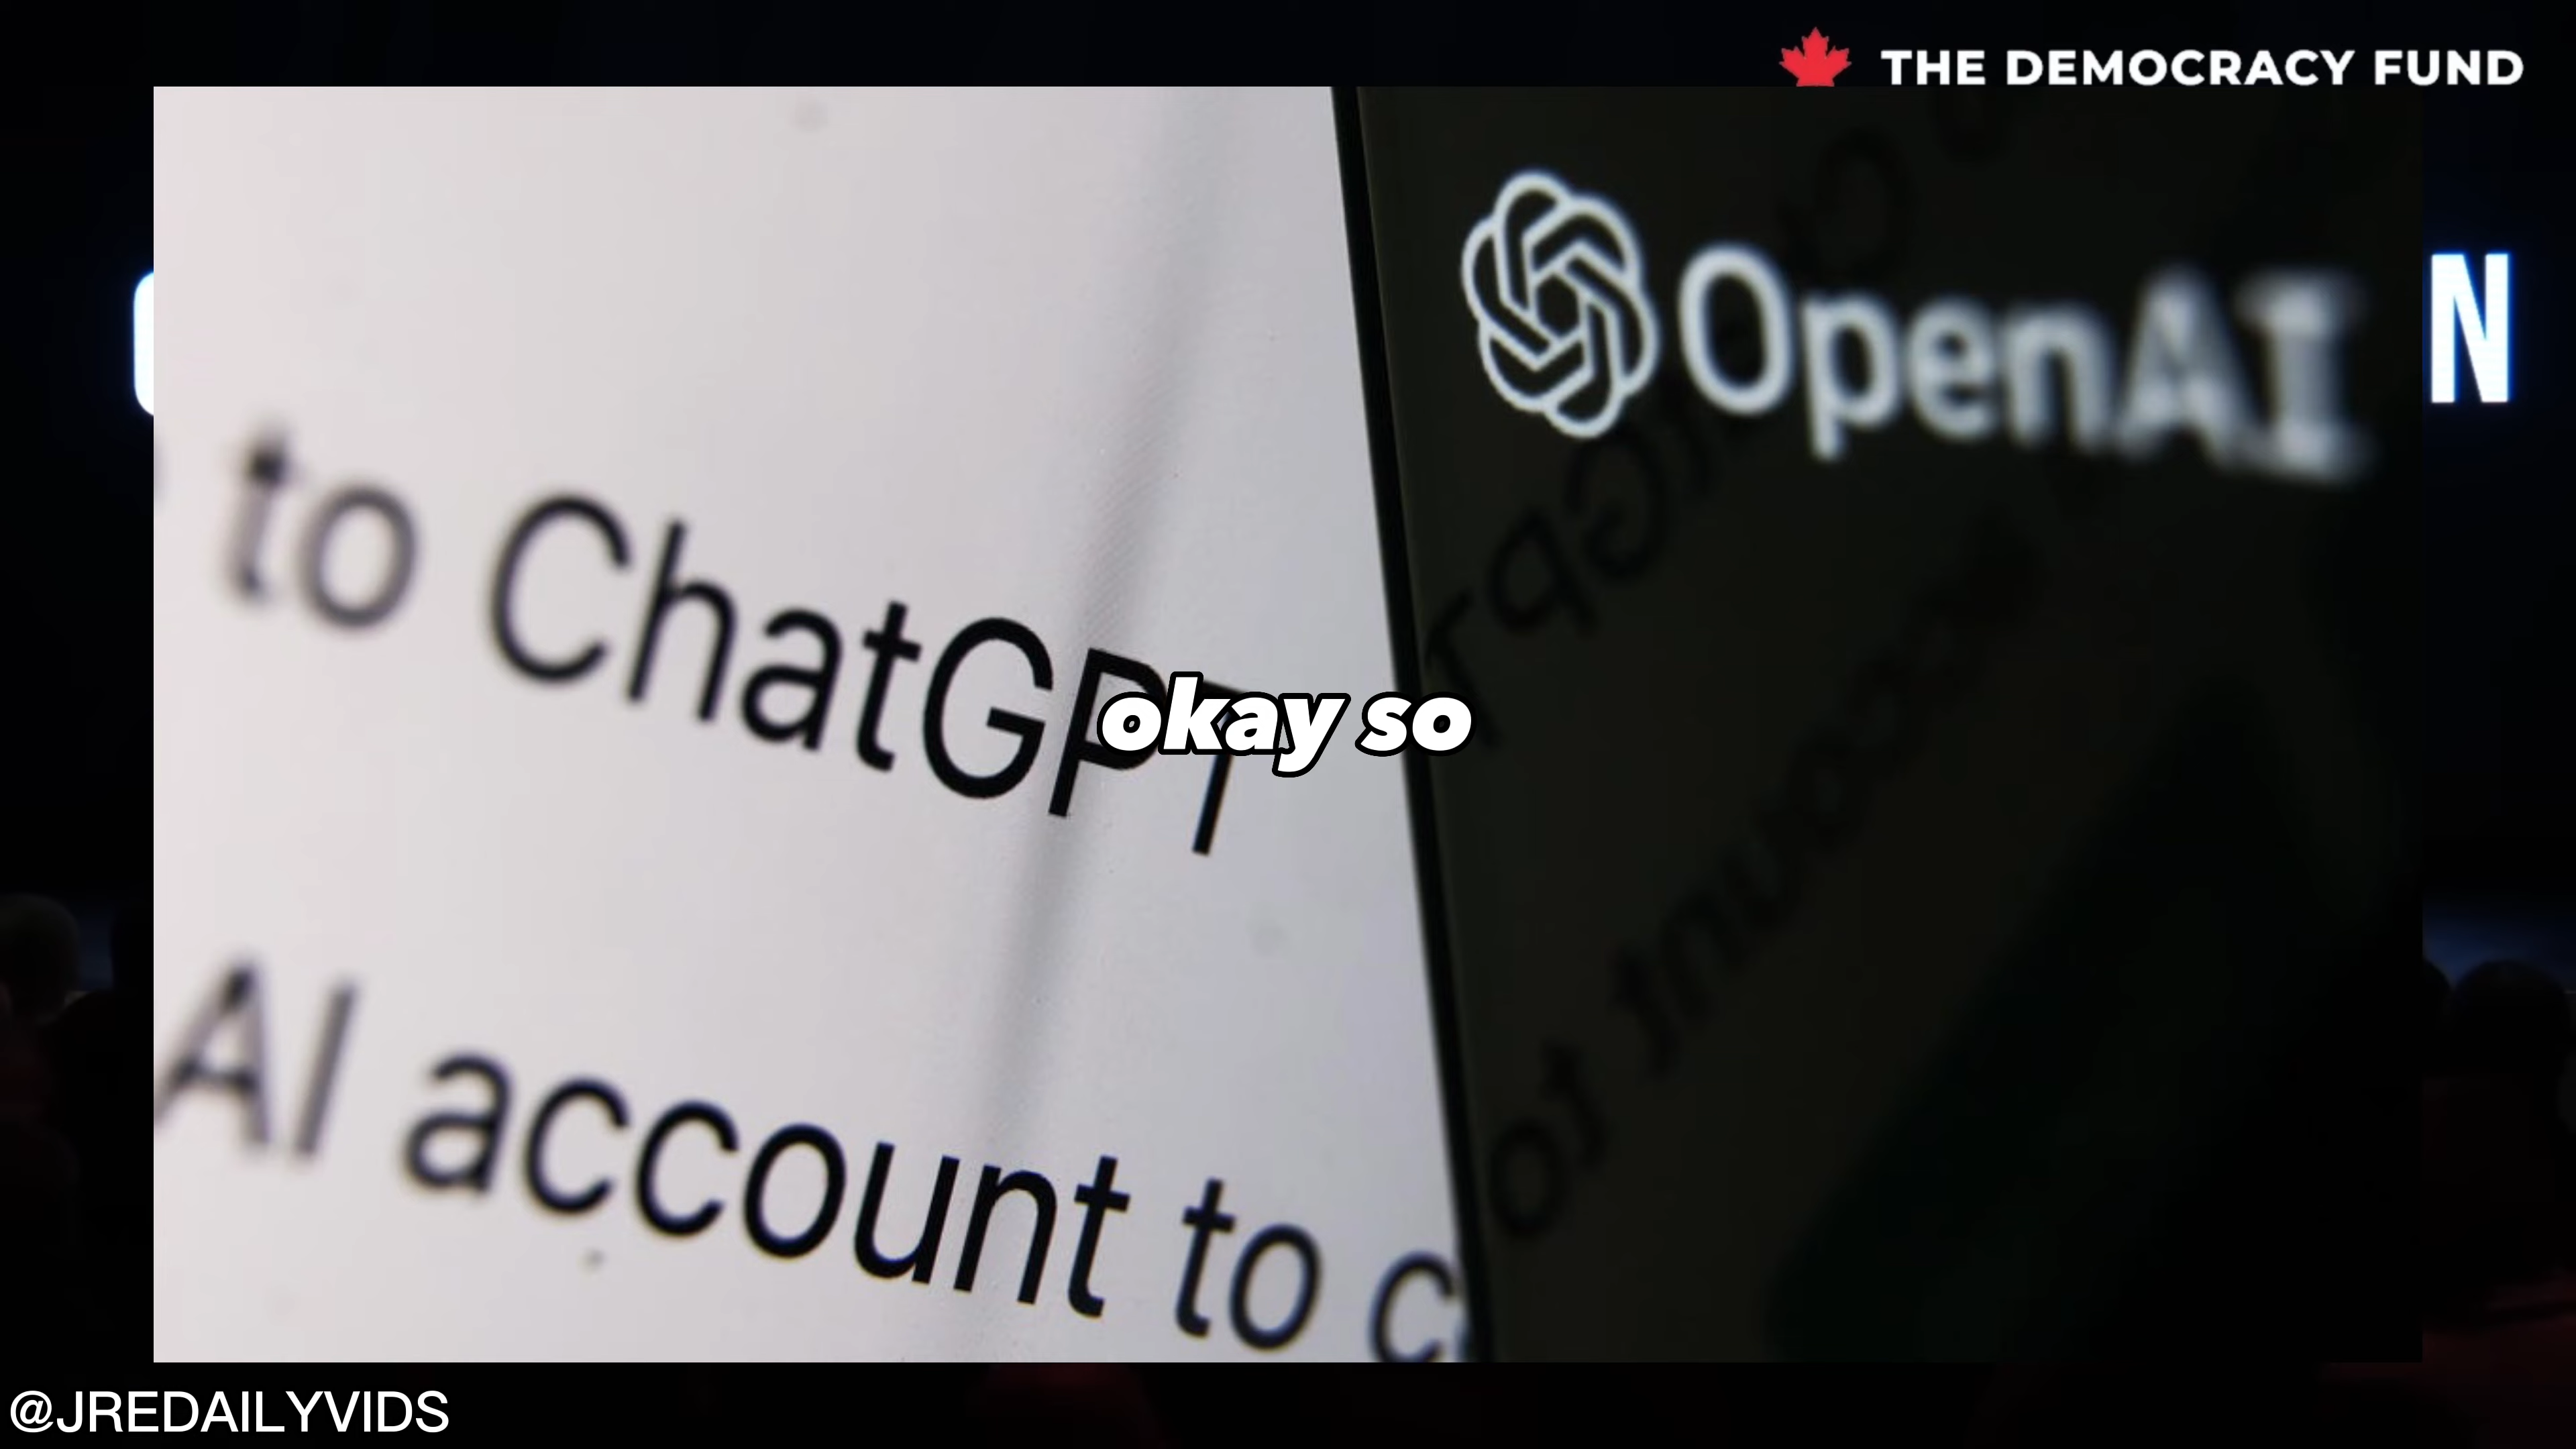 THE DEMOCRACY FUND
OpenAI
N
to ChatGPT
okay so
AI account to
@JREDAILYVIDS